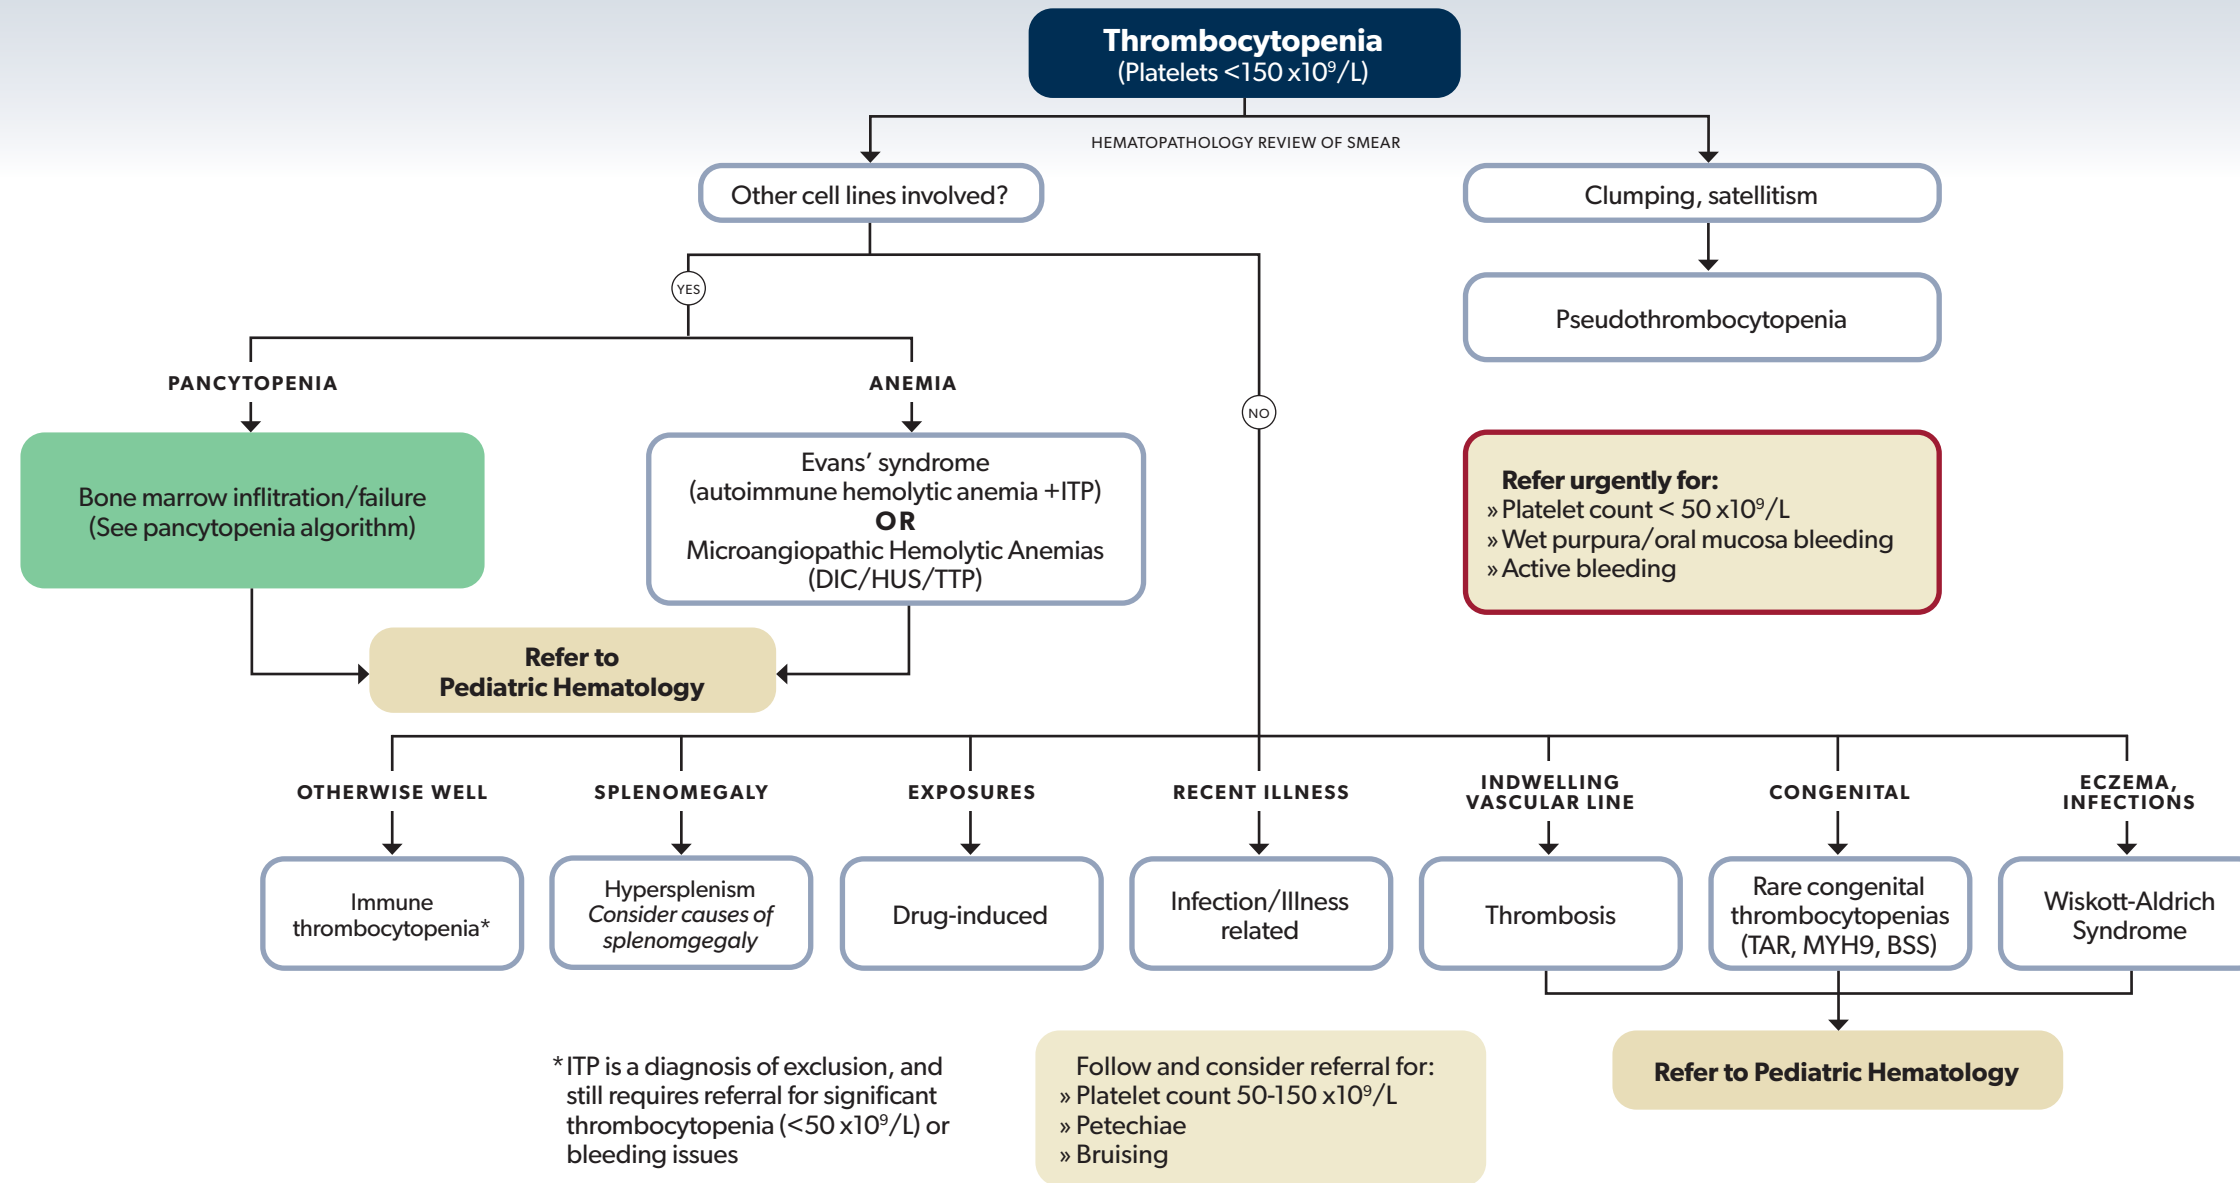 Thrombocytopenia
(Platelets <150 x10⁹/L)
HEMATOPATHOLOGY REVIEW OF SMEAR
Other cell lines involved?
Clumping, satellitism
YES
Pseudothrombocytopenia
PANCYTOPENIA
ANEMIA
NO
Bone marrow inflitration/failure
(See pancytopenia algorithm)
Evans' syndrome
(autoimmune hemolytic anemia +ITP)
OR
Microangiopathic Hemolytic Anemias
(DIC/HUS/TTP)
Refer urgently for:
» Platelet count < 50 x10⁹/L
» Wet purpura/oral mucosa bleeding
» Active bleeding
Refer to
Pediatric Hematology
OTHERWISE WELL
SPLENOMEGALY
EXPOSURES
RECENT ILLNESS
INDWELLING
VASCULAR LINE
CONGENITAL
ECZEMA,
INFECTIONS
Immune
thrombocytopenia*
Hypersplenism
Consider causes of
splenomgegaly
Drug-induced
Infection/Illness
related
Thrombosis
Rare congenital
thrombocytopenias
(TAR, MYH9, BSS)
Wiskott-Aldrich
Syndrome
* ITP is a diagnosis of exclusion, and
still requires referral for significant
thrombocytopenia (<50 x10⁹/L) or
bleeding issues
Follow and consider referral for:
» Platelet count 50-150 x10⁹/L
» Petechiae
» Bruising
Refer to Pediatric Hematology